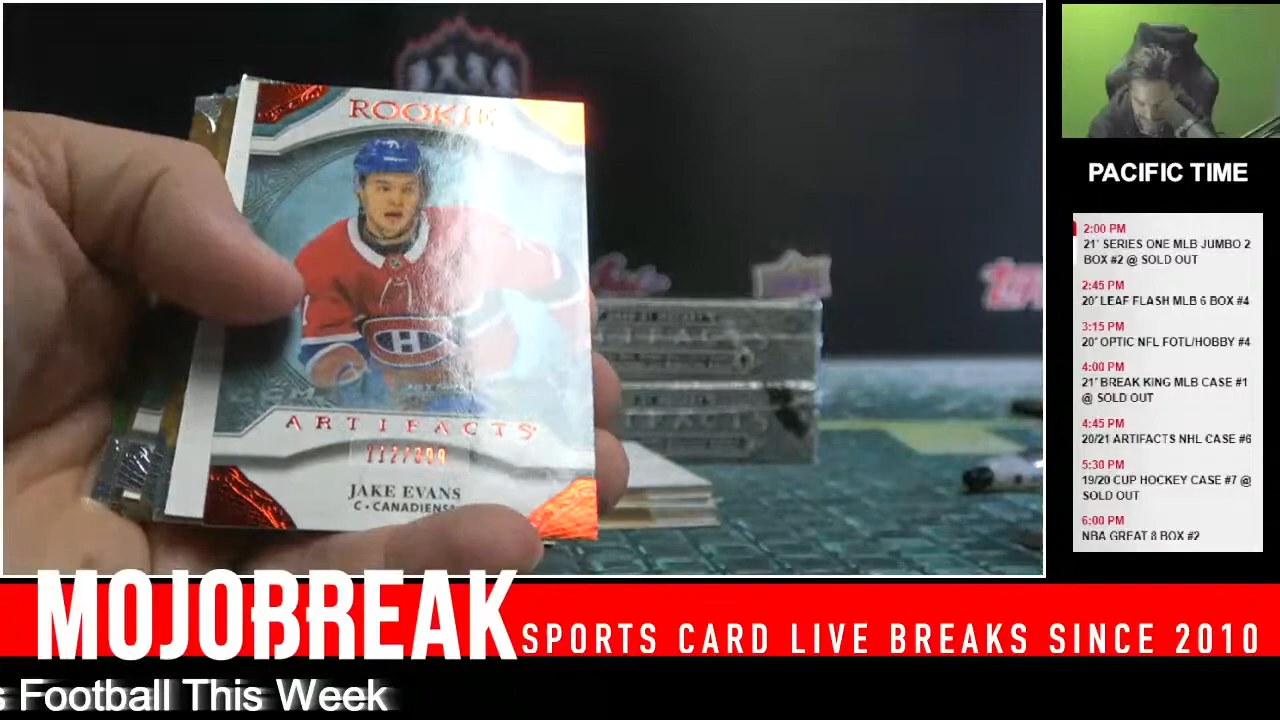 ROOKIE
ARTIFACTS
JAKE EVANS
C • CANADIENS
PACIFIC TIME
2:00 PM
21' SERIES ONE MLB JUMBO 2
BOX #2 @ SOLD OUT
2:45 PM
20' LEAF FLASH MLB 6 BOX #4
3:15 PM
20' OPTIC NFL FOTL/HOBBY #4
4:00 PM
21' BREAK KING MLB CASE #1
@ SOLD OUT
4:45 PM
20/21 ARTIFACTS NHL CASE #6
5:30 PM
19/20 CUP HOCKEY CASE #7 @
SOLD OUT
6:00 PM
NBA GREAT 8 BOX #2
MOJOBREAK
SPORTS CARD LIVE BREAKS SINCE 2010
s Football This Week